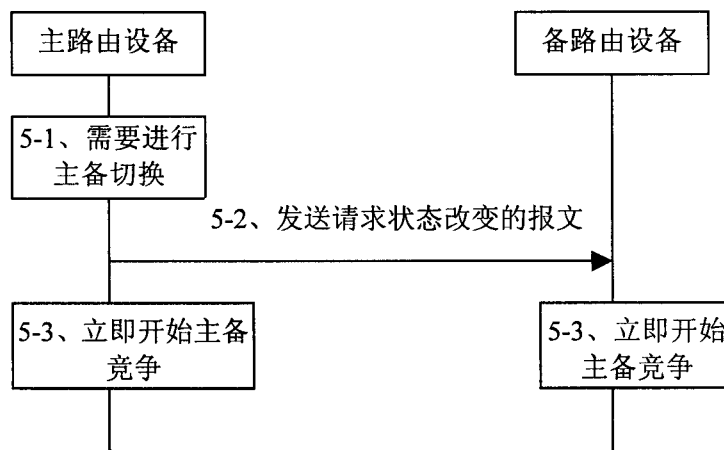 主路由设备
备路由设备
5-1、需要进行
主备切换
5-2、发送请求状态改变的报文
5-3、立即开始主备
竞争
5-3、立即开始
主备竞争